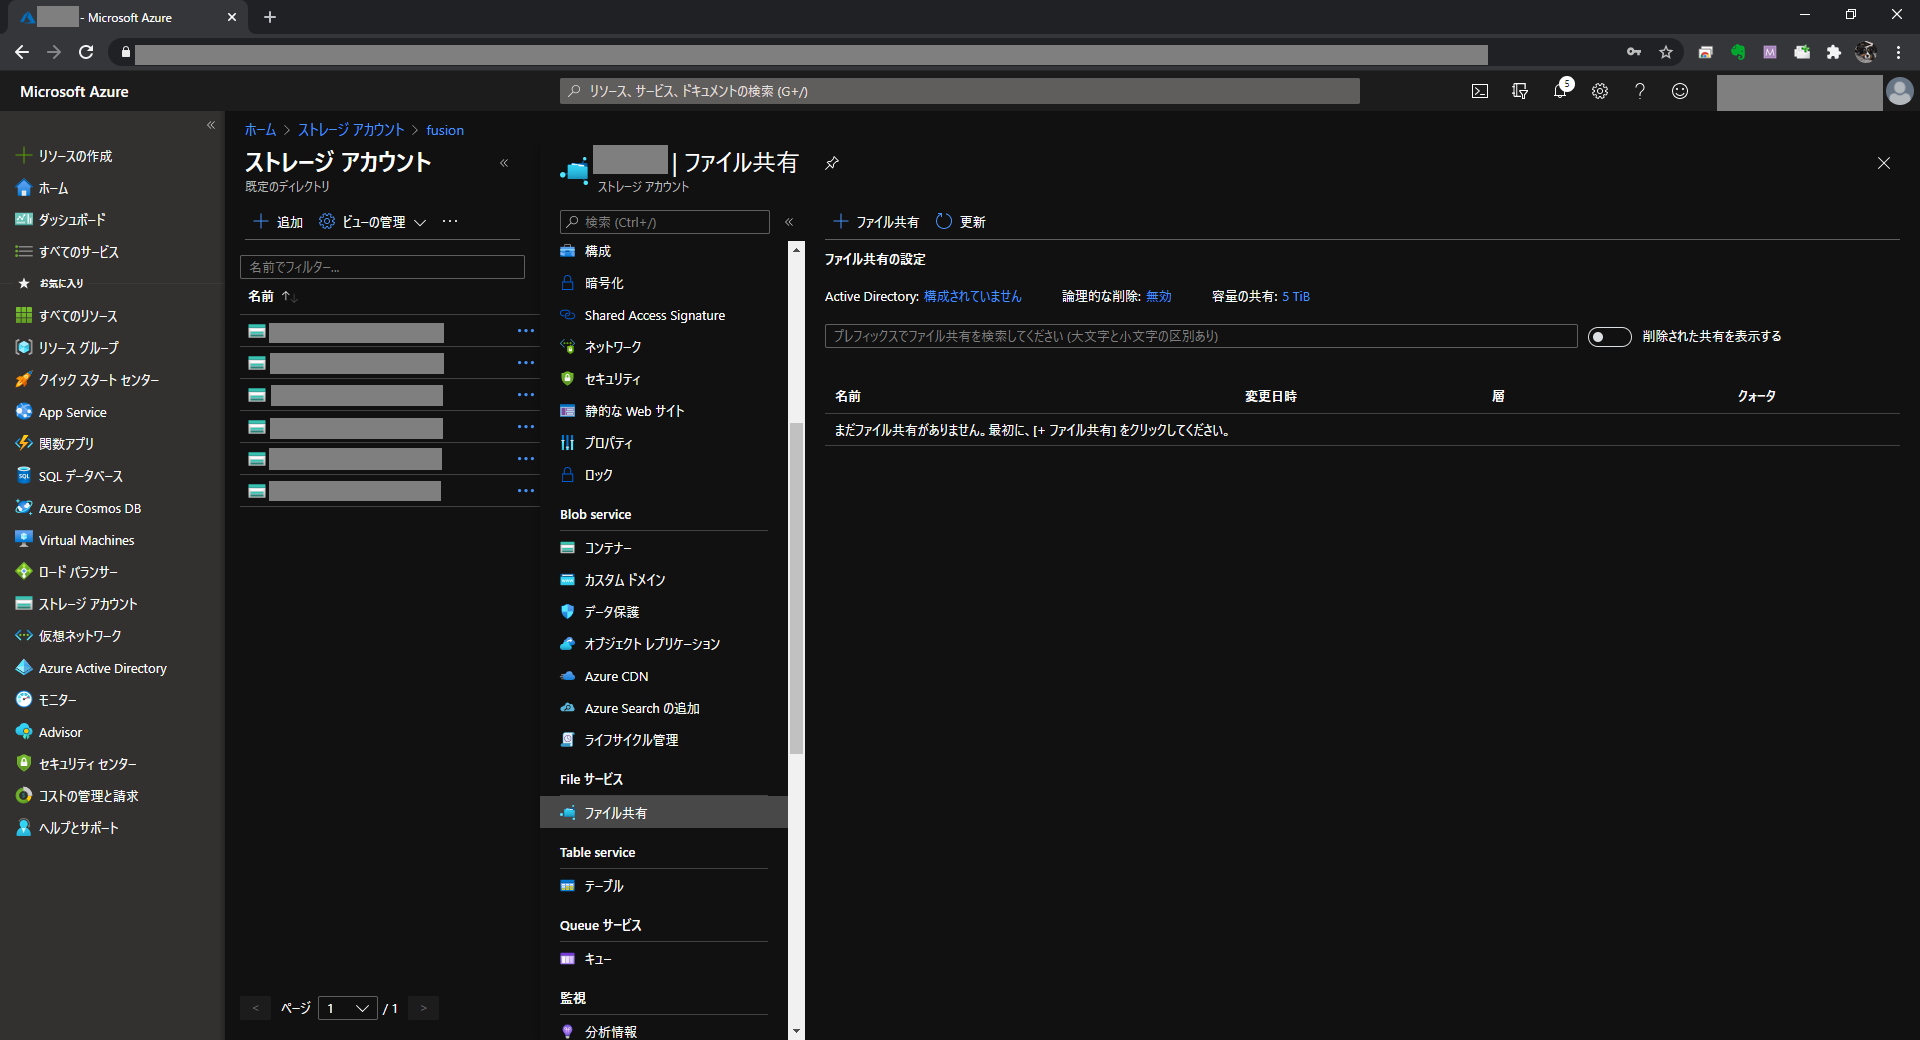 - Microsoft Azure
Microsoft Azure
リソース、サービス、ドキュメントの検索 (G+/)
5
リソースの作成
ホーム
ダッシュボード
すべてのサービス
お気に入り
すべてのリソース
リソース グループ
クイック スタート センター
App Service
関数アプリ
SQL データベース
Azure Cosmos DB
Virtual Machines
ロード バランサー
ストレージ アカウント
仮想ネットワーク
Azure Active Directory
モニター
Advisor
セキュリティ センター
コストの管理と請求
ヘルプとサポート
ホーム > ストレージ アカウント > fusion
ストレージ アカウント
既定のディレクトリ
追加 ビューの管理 ...
名前でフィルター...
名前 ↑↓
< ページ 1 / 1 >
| ファイル共有
ストレージ アカウント
検索 (Ctrl+/)
構成
暗号化
Shared Access Signature
ネットワーク
セキュリティ
静的な Web サイト
プロパティ
ロック
Blob service
コンテナー
カスタム ドメイン
データ保護
オブジェクト レプリケーション
Azure CDN
Azure Search の追加
ライフサイクル管理
File サービス
ファイル共有
Table service
テーブル
Queue サービス
キュー
監視
分析情報
ファイル共有 更新
ファイル共有の設定
Active Directory: 構成されていません 論理的な削除: 無効 容量の共有: 5 TiB
プレフィックスでファイル共有を検索してください (大文字と小文字の区別あり)
削除された共有を表示する
名前 変更日時 層 クォータ
まだファイル共有がありません。最初に、[+ ファイル共有] をクリックしてください。